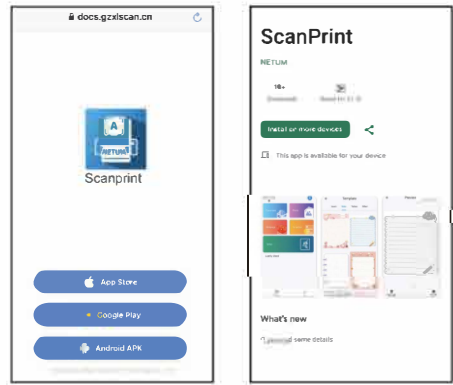 docs.gzxlscan.cn
A
NETUM
Scanprint
App Store
Google Play
Android APK
ScanPrint
NETUM
Install on more devices
This app is available for your device
What's new
some details